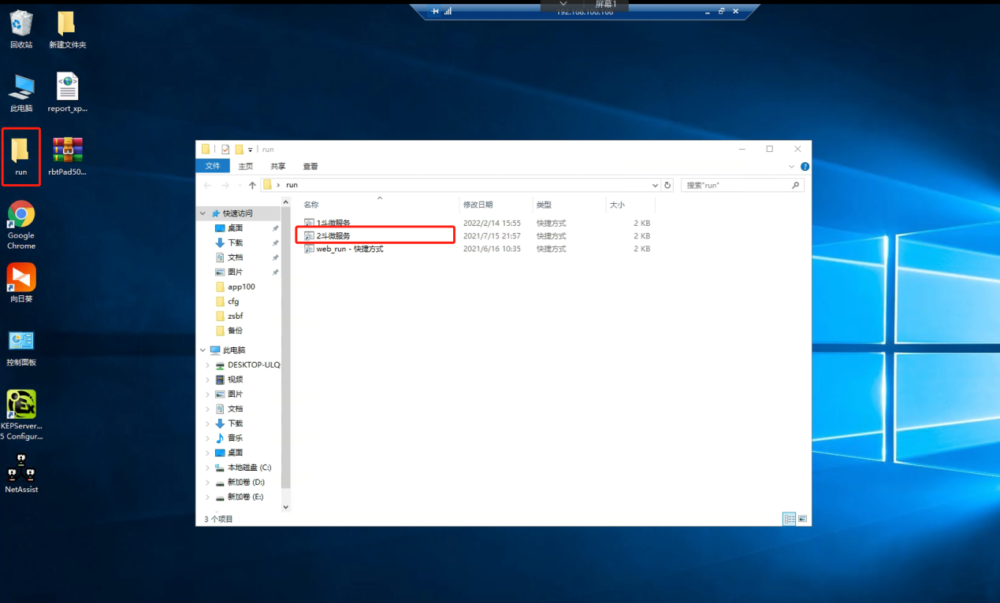 屏幕1
192.168.100.166
回收站
新建文件夹
此电脑
report_xp...
run
rbtPad50...
Google
Chrome
向日葵
控制面板
KEPServer...
5 Configur...
NetAssist
run
文件
主页
共享
查看
run
搜索"run"
名称
修改日期
类型
大小
1斗微服务
2022/2/14 15:55
快捷方式
2 KB
2斗微服务
2021/7/15 21:57
快捷方式
2 KB
web_run - 快捷方式
2021/6/16 10:35
快捷方式
2 KB
快速访问
桌面
下载
文档
图片
app100
cfg
zsbf
备份
此电脑
DESKTOP-ULQ
视频
图片
文档
下载
音乐
桌面
本地磁盘 (C:)
新加卷 (D:)
新加卷 (E:)
3 个项目